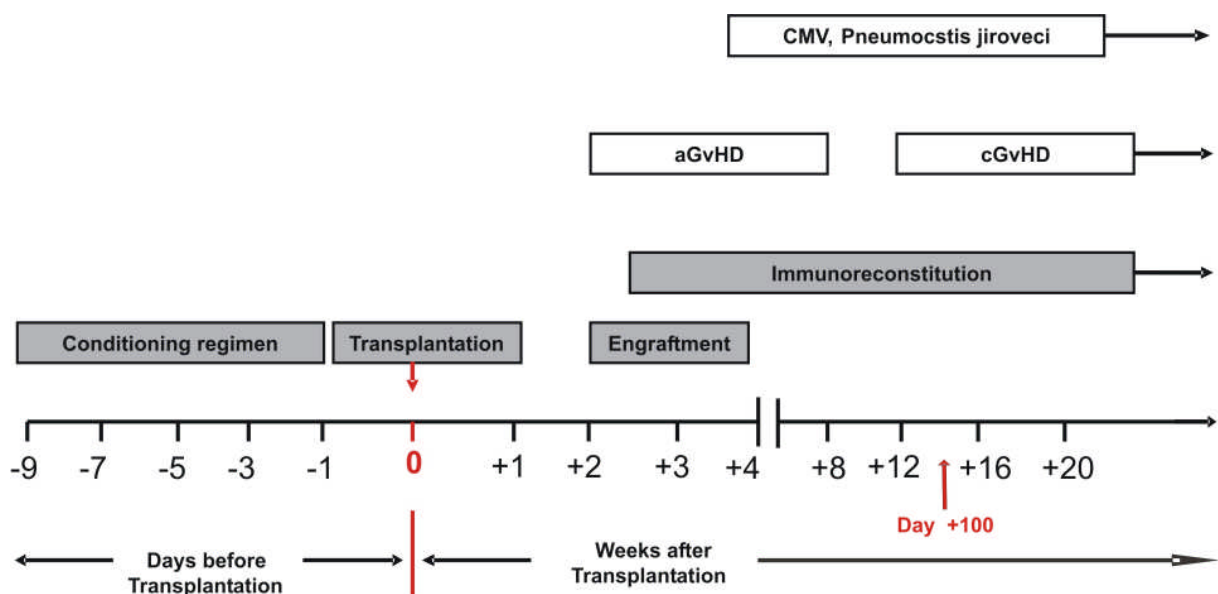 CMV, Pneumocstis jiroveci
aGvHD
cGvHD
Immunoreconstitution
Conditioning regimen
Transplantation
Engraftment
-9
-7
-5
-3
-1
0
+1
+2
+3
+4
+8
+12
+16
+20
Day +100
Days before
Transplantation
Weeks after
Transplantation